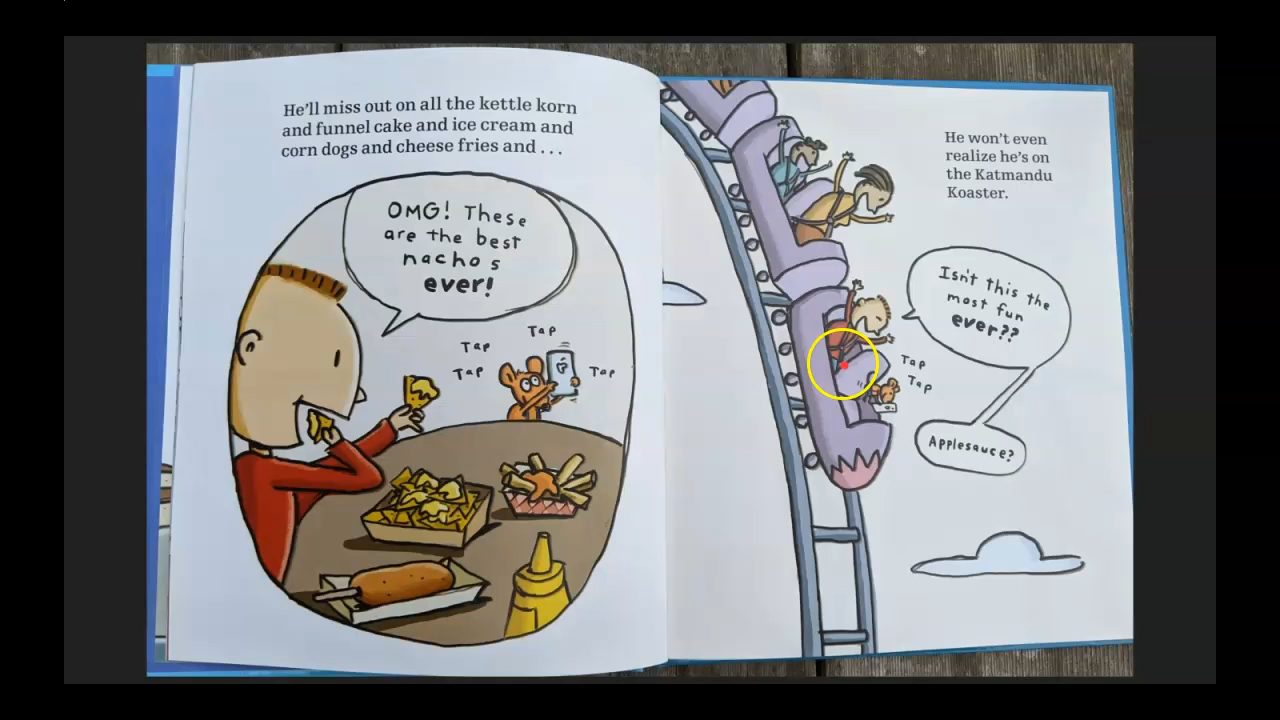 He'll miss out on all the kettle korn
and funnel cake and ice cream and
corn dogs and cheese fries and . . .
OMG! These
are the best
nachos
ever!
Tap
Tap
Tap
Tap
He won't even
realize he's on
the Katmandu
Koaster.
Isn't this the
most fun
ever??
Tap
Tap
Applesauce?